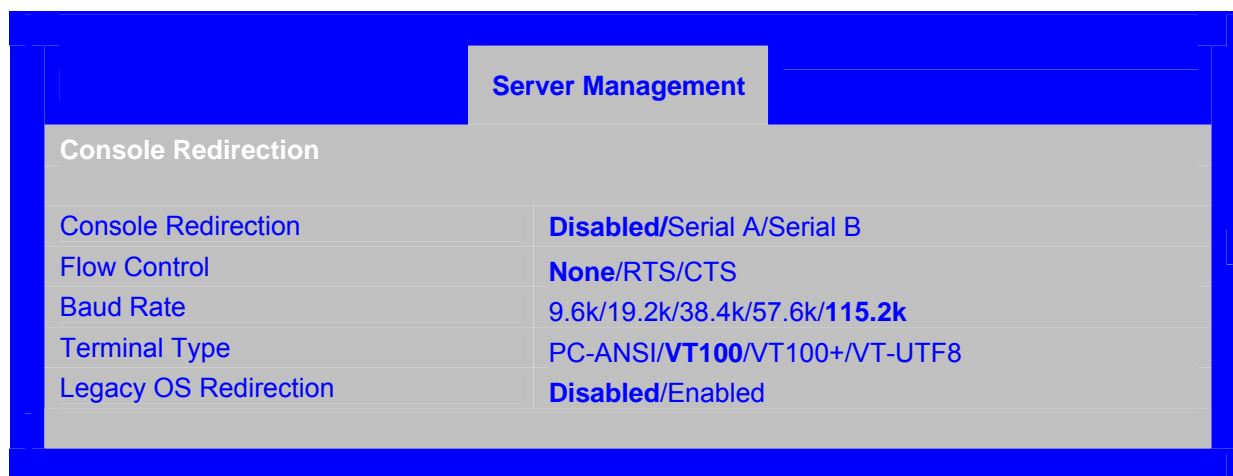 Server Management
Console Redirection
Console Redirection Disabled/Serial A/Serial B
Flow Control None/RTS/CTS
Baud Rate 9.6k/19.2k/38.4k/57.6k/115.2k
Terminal Type PC-ANSI/VT100/VT100+/VT-UTF8
Legacy OS Redirection Disabled/Enabled